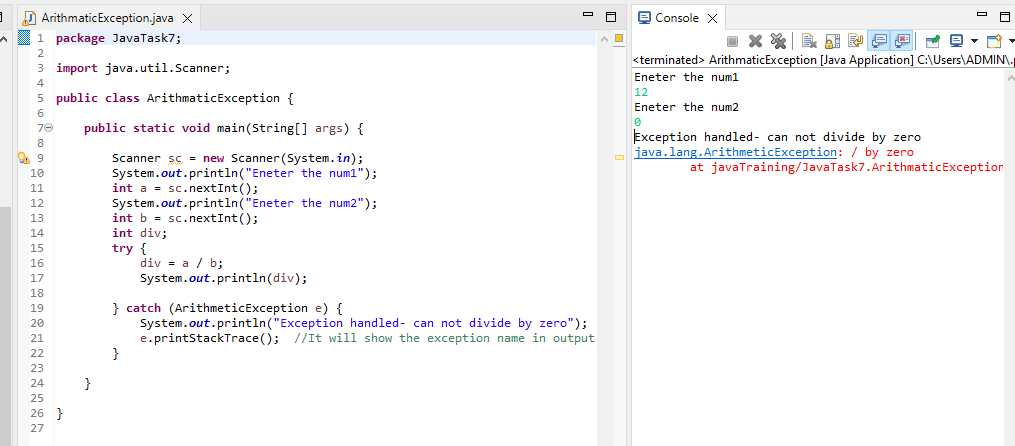 ArithmaticException.java
1 package JavaTask7;
2
3 import java.util.Scanner;
4
5 public class ArithmaticException {
6
7 public static void main(String[] args) {
8
9 Scanner sc = new Scanner(System.in);
10 System.out.println("Eneter the num1");
11 int a = sc.nextInt();
12 System.out.println("Eneter the num2");
13 int b = sc.nextInt();
14 int div;
15 try {
16 div = a / b;
17 System.out.println(div);
18
19 } catch (ArithmeticException e) {
20 System.out.println("Exception handled- can not divide by zero");
21 e.printStackTrace(); //It will show the exception name in output
22 }
23
24 }
25
26 }
27
Console
<terminated> ArithmaticException [Java Application] C:\Users\ADMIN\.p
Eneter the num1
12
Eneter the num2
0
Exception handled- can not divide by zero
java.lang.ArithmeticException: / by zero
at javaTraining/JavaTask7.ArithmaticException